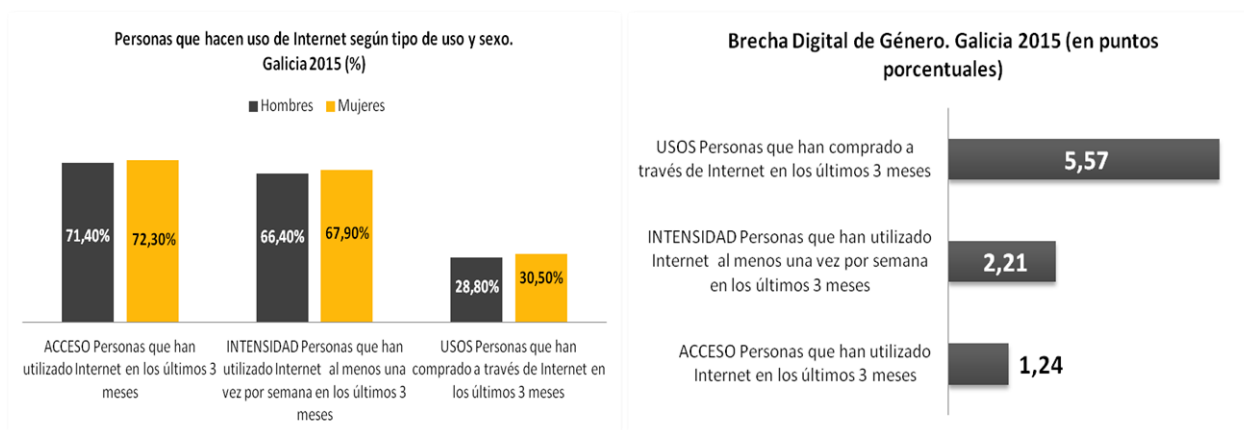 Personas que hacen uso de Internet según tipo de uso y sexo.
Galicia 2015 (%)
Hombres Mujeres
71,40% 72,30%
66,40% 67,90%
28,80% 30,50%
ACCESO Personas que han
utilizado Internet en los últimos 3
meses
INTENSIDAD Personas que han
utilizado Internet al menos una
vez por semana en los últimos 3
meses
USOS Personas que han
comprado a través de Internet en
los últimos 3 meses
Brecha Digital de Género. Galicia 2015 (en puntos
porcentuales)
USOS Personas que han comprado a
través de Internet en los últimos 3 meses
5,57
INTENSIDAD Personas que han utilizado
Internet al menos una vez por semana
en los últimos 3 meses
2,21
ACCESO Personas que han utilizado
Internet en los últimos 3 meses
1,24